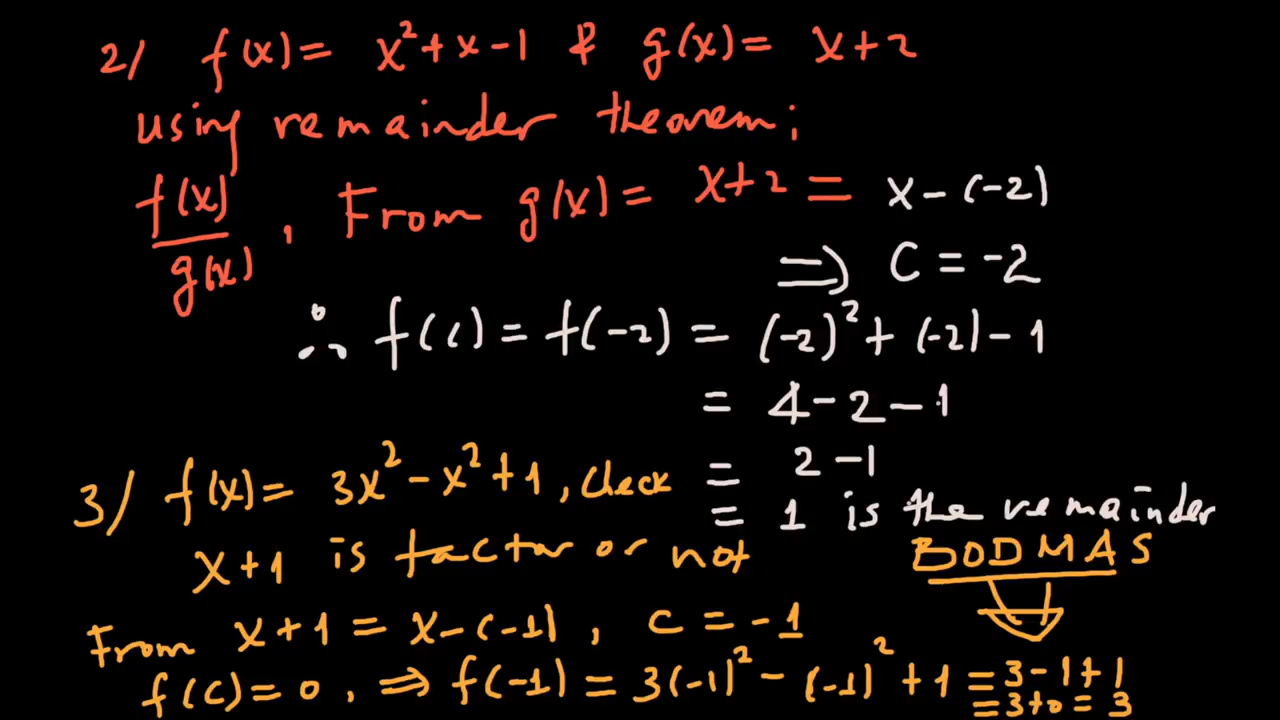 2/ f(x) = x² + x - 1 & g(x) = x + 2
using remainder theorem;
f(x)/g(x), From g(x) = x + 2 = x - (-2)
⇒ C = -2
∴ f(c) = f(-2) = (-2)² + (-2) - 1
= 4 - 2 - 1
= 2 - 1
= 1 is the remainder
3/ f(x) = 3x² - x² + 1, check
x + 1 is factor or not
BODMAS
From x + 1 = x - (-1), c = -1
f(c) = 0, ⇒ f(-1) = 3(-1)² - (-1)² + 1 = 3 - 1 + 1
= 3 + 0 = 3